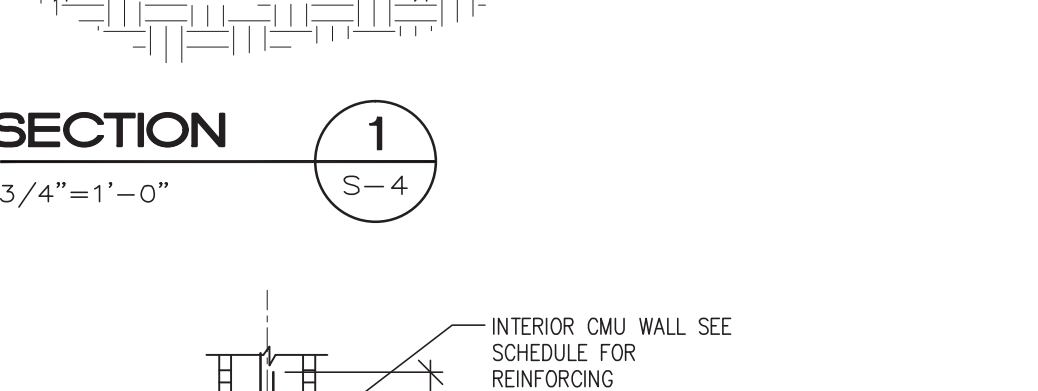 SECTION
1
3/4"=1'-0"
S-4
INTERIOR CMU WALL SEE
SCHEDULE FOR
REINFORCING